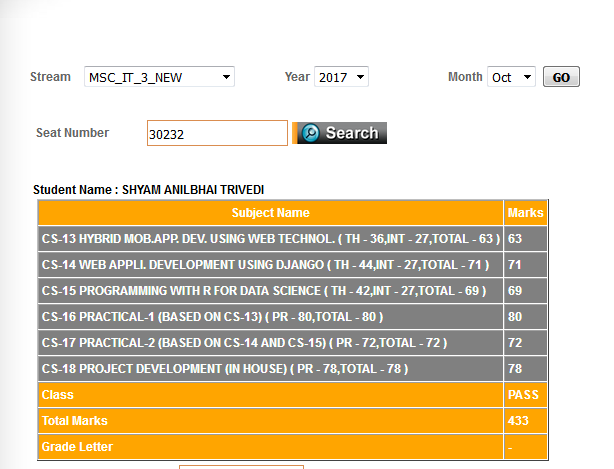 Stream MSC_IT_3_NEW Year 2017 Month Oct GO
Seat Number 30232 Search
Student Name : SHYAM ANILBHAI TRIVEDI
Subject Name Marks
CS-13 HYBRID MOB.APP. DEV. USING WEB TECHNOL. ( TH - 36,INT - 27,TOTAL - 63 ) 63
CS-14 WEB APPLI. DEVELOPMENT USING DJANGO ( TH - 44,INT - 27,TOTAL - 71 ) 71
CS-15 PROGRAMMING WITH R FOR DATA SCIENCE ( TH - 42,INT - 27,TOTAL - 69 ) 69
CS-16 PRACTICAL-1 (BASED ON CS-13) ( PR - 80,TOTAL - 80 ) 80
CS-17 PRACTICAL-2 (BASED ON CS-14 AND CS-15) ( PR - 72,TOTAL - 72 ) 72
CS-18 PROJECT DEVELOPMENT (IN HOUSE) ( PR - 78,TOTAL - 78 ) 78
Class PASS
Total Marks 433
Grade Letter -